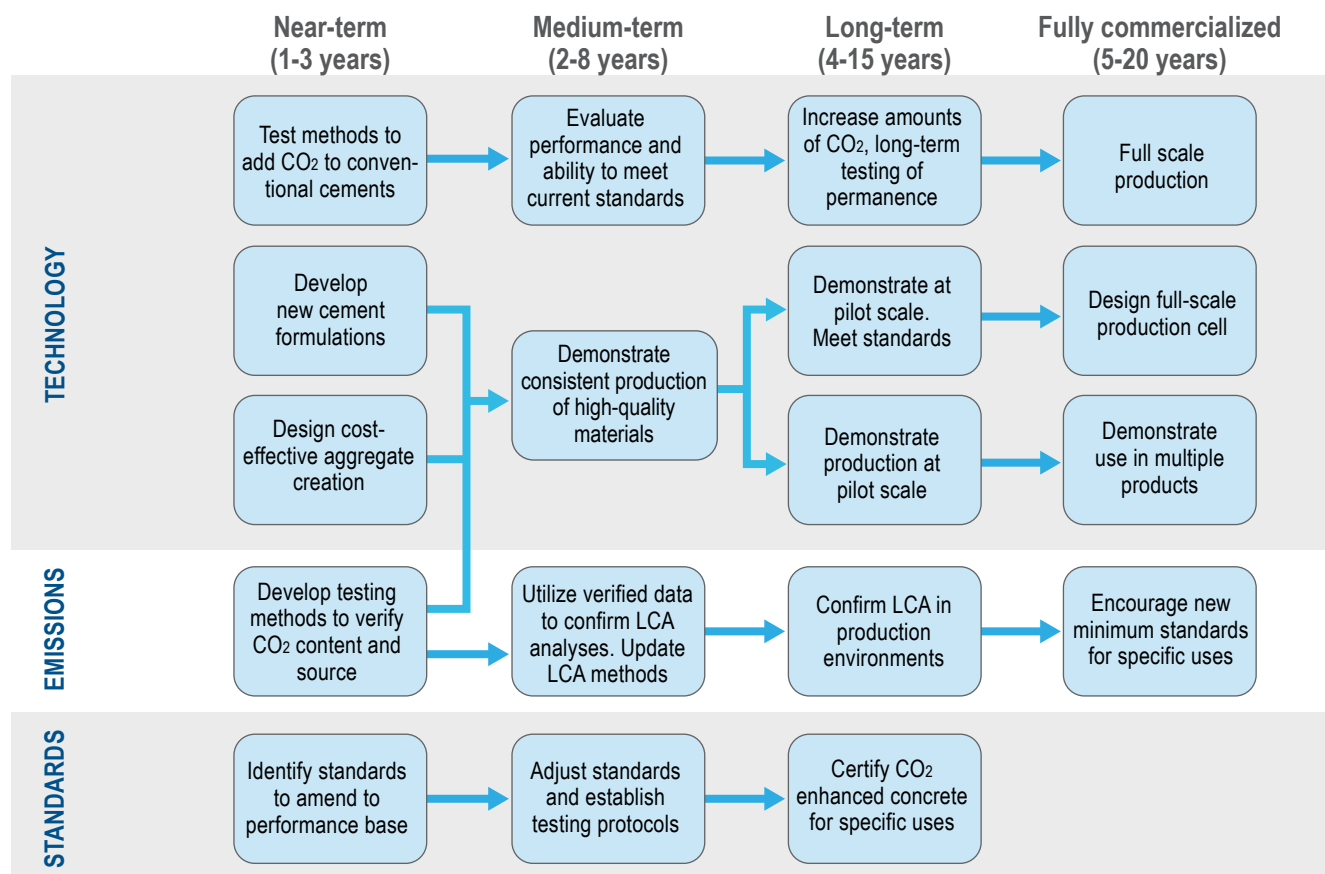 Near-term
(1-3 years)
Medium-term
(2-8 years)
Long-term
(4-15 years)
Fully commercialized
(5-20 years)
TECHNOLOGY
Test methods to
add CO2 to conven-
tional cements
Evaluate
performance and
ability to meet
current standards
Increase amounts
of CO2, long-term
testing of
permanence
Full scale
production
Develop
new cement
formulations
Design cost-
effective aggregate
creation
Demonstrate
consistent production
of high-quality
materials
Demonstrate at
pilot scale.
Meet standards
Design full-scale
production cell
Demonstrate
production at
pilot scale
Demonstrate
use in multiple
products
EMISSIONS
Develop testing
methods to verify
CO2 content and
source
Utilize verified data
to confirm LCA
analyses. Update
LCA methods
Confirm LCA in
production
environments
Encourage new
minimum standards
for specific uses
STANDARDS
Identify standards
to amend to
performance base
Adjust standards
and establish
testing protocols
Certify CO2
enhanced concrete
for specific uses